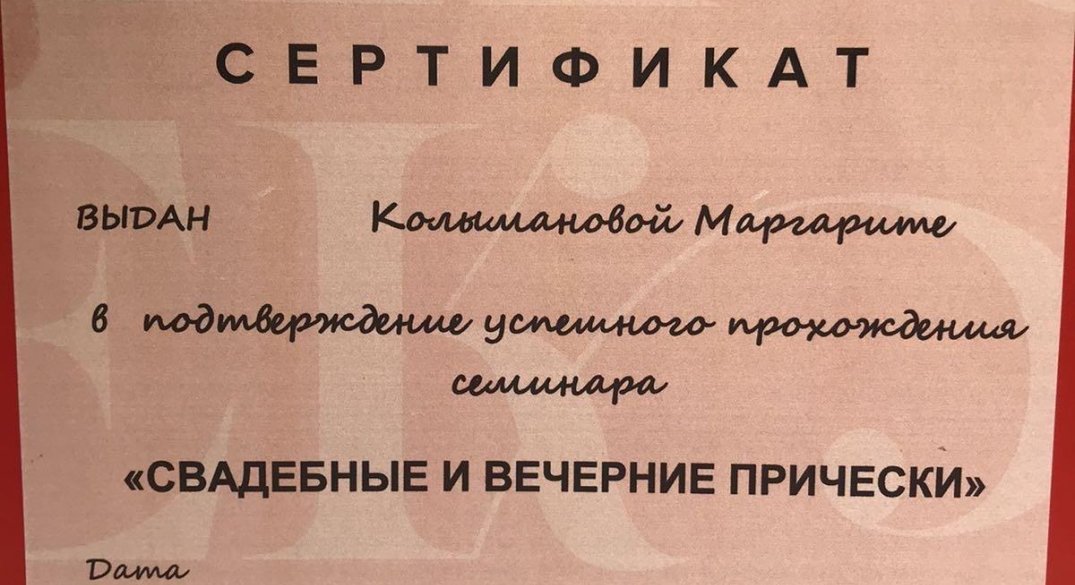 СЕРТИФИКАТ
ВЫДАН Колымановой Маргарите
в подтверждение успешного прохождения
семинара
«СВАДЕБНЫЕ И ВЕЧЕРНИЕ ПРИЧЕСКИ»
Дата